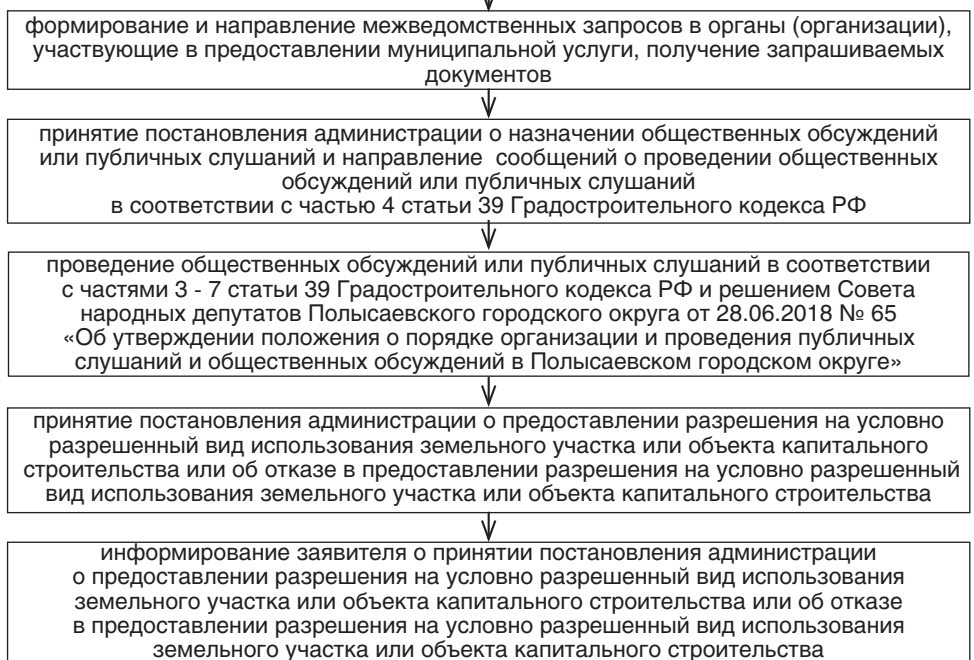 формирование и направление межведомственных запросов в органы (организации),
участвующие в предоставлении муниципальной услуги, получение запрашиваемых
документов
принятие постановления администрации о назначении общественных обсуждений
или публичных слушаний и направление сообщений о проведении общественных
обсуждений или публичных слушаний
в соответствии с частью 4 статьи 39 Градостроительного кодекса РФ
проведение общественных обсуждений или публичных слушаний в соответствии
с частями 3 - 7 статьи 39 Градостроительного кодекса РФ и решением Совета
народных депутатов Полысаевского городского округа от 28.06.2018 № 65
«Об утверждении положения о порядке организации и проведения публичных
слушаний и общественных обсуждений в Полысаевском городском округе»
принятие постановления администрации о предоставлении разрешения на условно
разрешенный вид использования земельного участка или объекта капитального
строительства или об отказе в предоставлении разрешения на условно разрешенный
вид использования земельного участка или объекта капитального строительства
информирование заявителя о принятии постановления администрации
о предоставлении разрешения на условно разрешенный вид использования
земельного участка или объекта капитального строительства или об отказе
в предоставлении разрешения на условно разрешенный вид использования
земельного участка или объекта капитального строительства